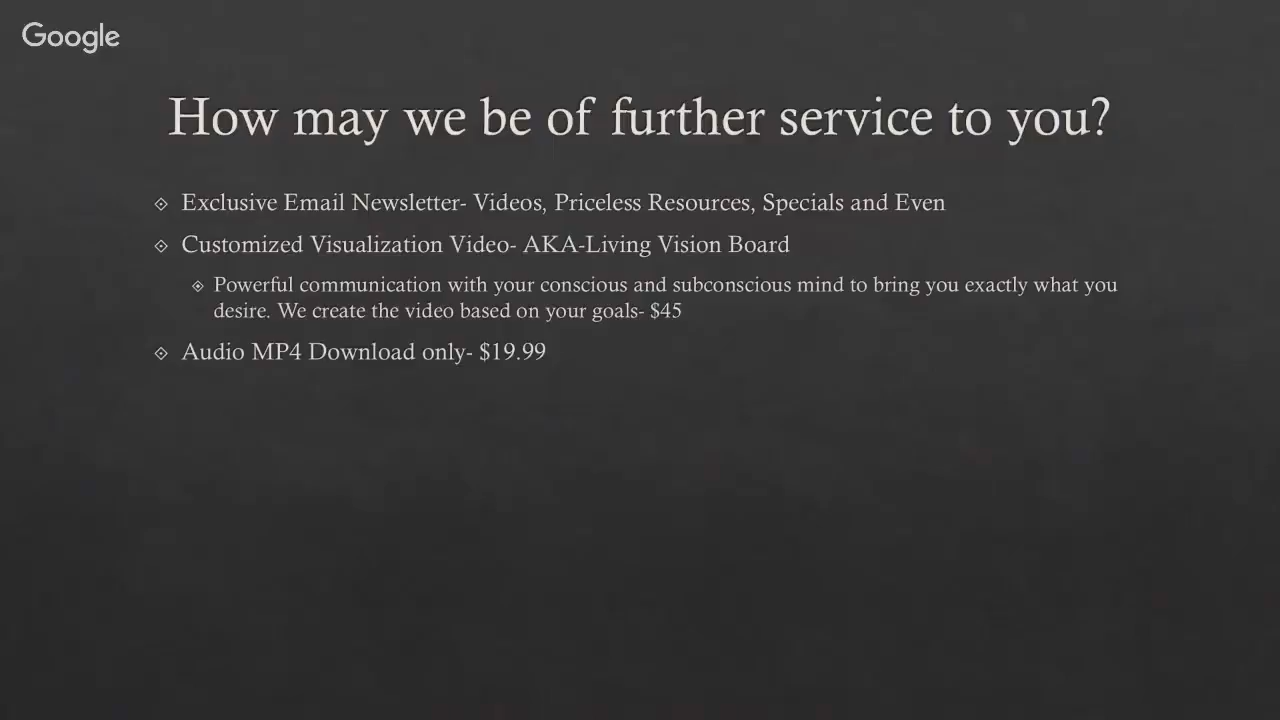 Google
How may we be of further service to you?
Exclusive Email Newsletter- Videos, Priceless Resources, Specials and Even
Customized Visualization Video- AKA-Living Vision Board
Powerful communication with your conscious and subconscious mind to bring you exactly what you
desire. We create the video based on your goals- $45
Audio MP4 Download only- $19.99